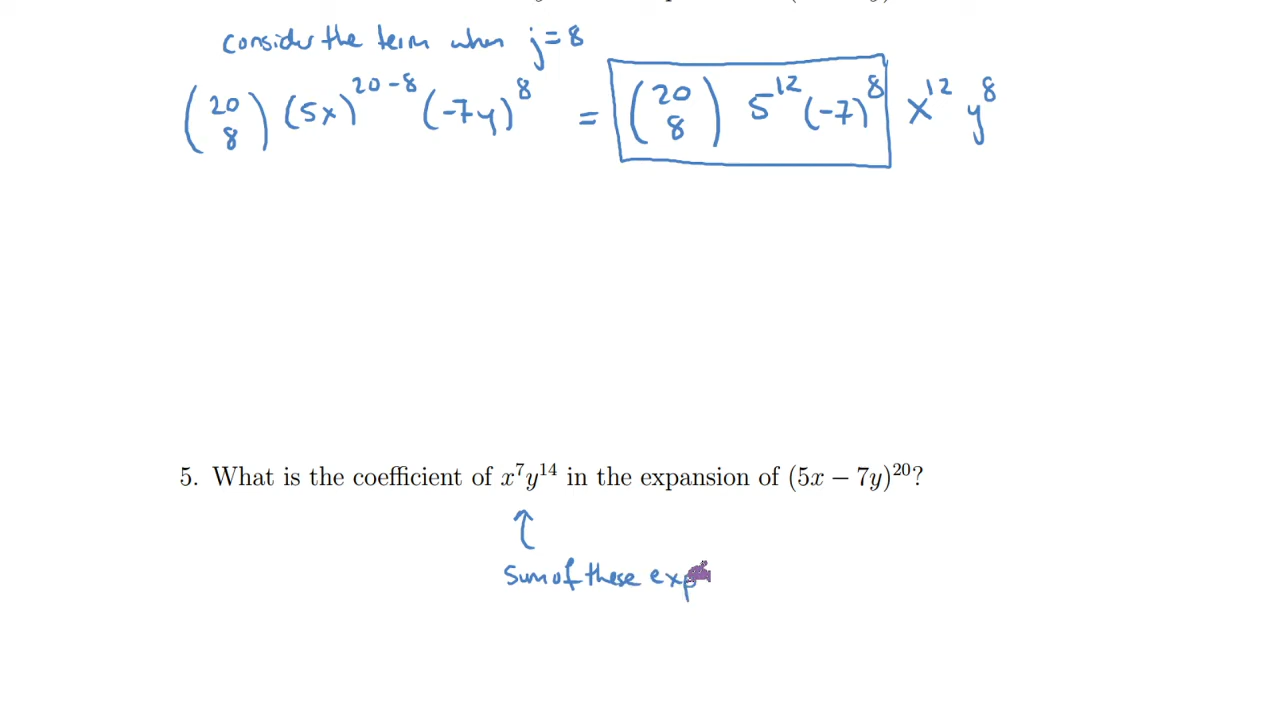 consider the term when j=8
(20 8) (5x)^20-8 (-7y)^8 = (20 8) 5^12 (-7)^8 x^12 y^8
5. What is the coefficient of x^7y^14 in the expansion of (5x − 7y)^20?
↑
Sum of these exp